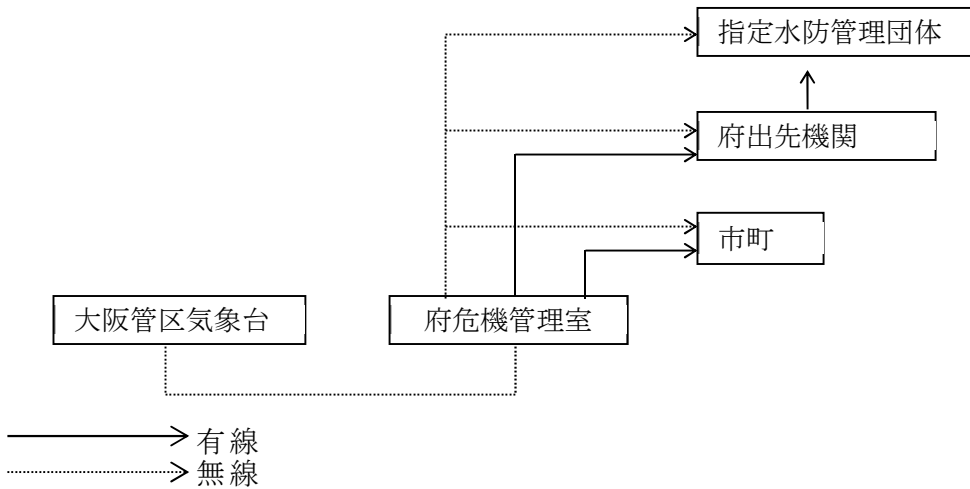 指定水防管理団体
府出先機関
市町
大阪管区気象台
府危機管理室
有線
無線